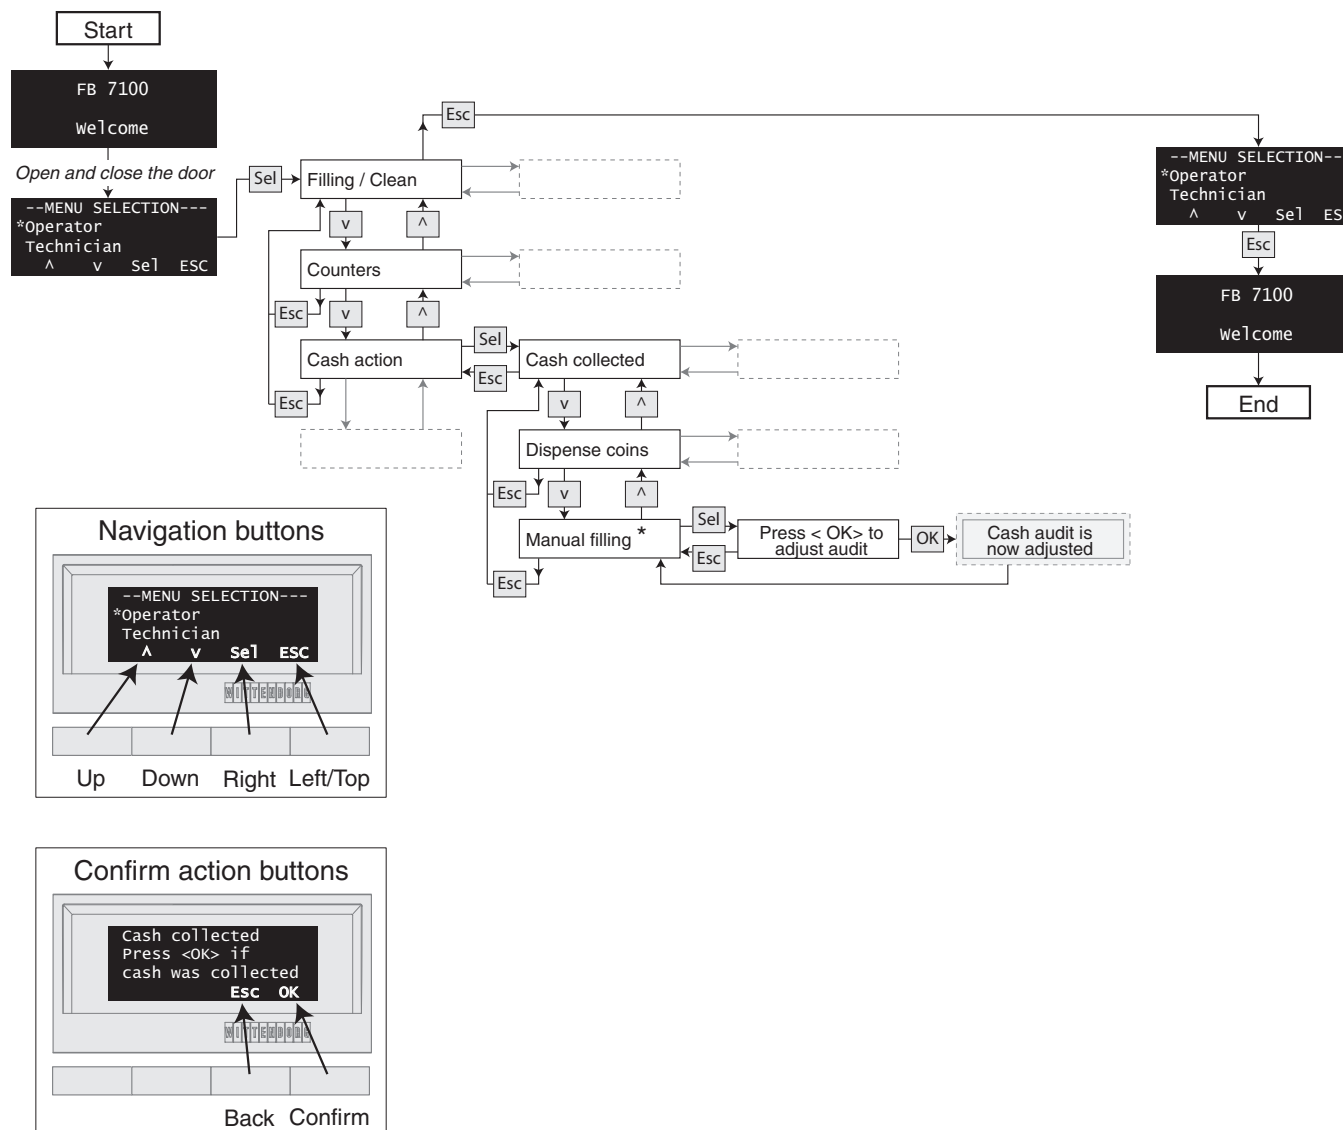 Start
FB 7100
Welcome
Open and close the door
--MENU SELECTION---
*Operator
Technician
^ v Sel ESC
Sel
Filling / Clean
Esc
v ^
Counters
Esc
v ^
Cash action
Esc
Sel
Esc
Cash collected
v ^
Dispense coins
Esc
v ^
Manual filling *
Esc
Sel
Esc
Press < OK> to
adjust audit
OK
Cash audit is
now adjusted
--MENU SELECTION--
*Operator
Technician
^ v Sel ES
Esc
FB 7100
Welcome
End
Navigation buttons
--MENU SELECTION---
*Operator
Technician
^ v Sel ESC
WITTENBORG
Up Down Right Left/Top
Confirm action buttons
Cash collected
Press <OK> if
cash was collected
Esc OK
WITTENBORG
Back Confirm